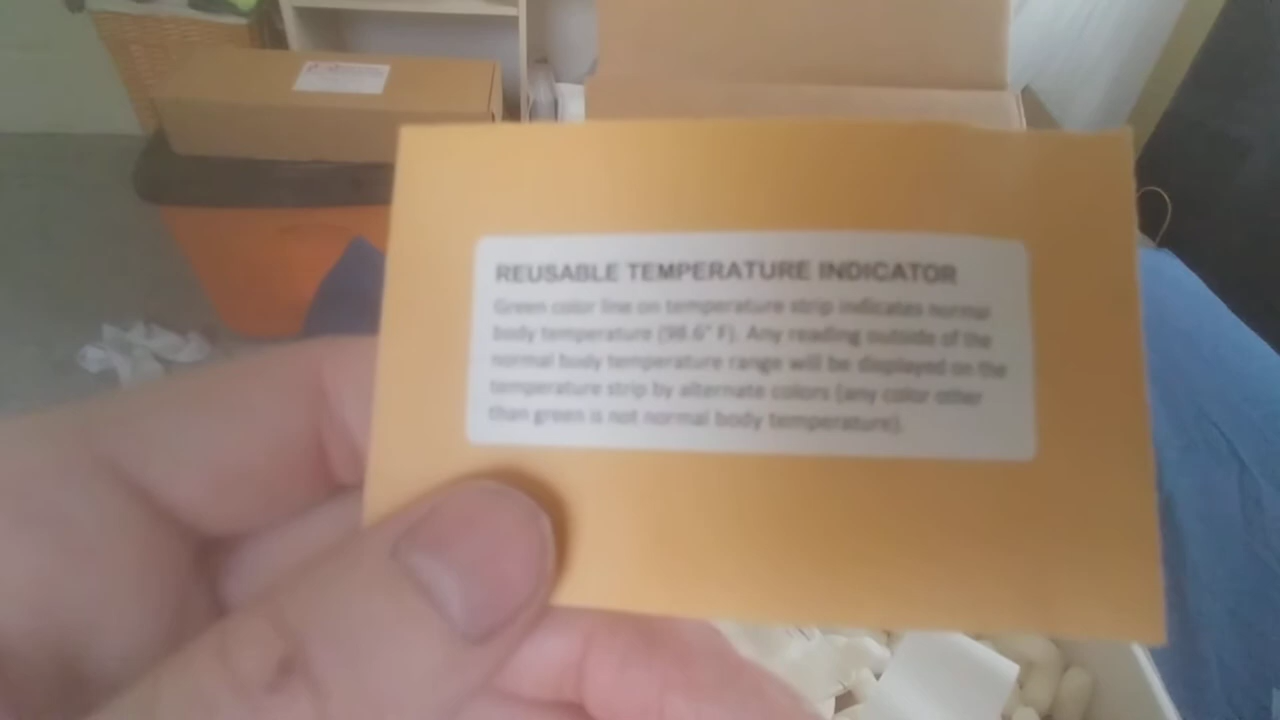 REUSABLE TEMPERATURE INDICATOR
Green color line on temperature strip indicates normal
body temperature (98.6° F). Any reading outside of the
normal body temperature range will be displayed on the
temperature strip by alternate colors (any color other
than green is not normal body temperature).